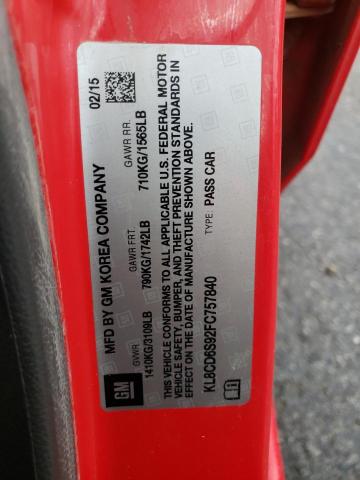 MFD BY GM KOREA COMPANY 02/15
GVWR GAWR FRT. GAWR RR.
1410KG/3109LB 790KG/1742LB 710KG/1565LB
THIS VEHICLE CONFORMS TO ALL APPLICABLE U.S. FEDERAL MOTOR
VEHICLE SAFETY, BUMPER, AND THEFT PREVENTION STANDARDS IN
EFFECT ON THE DATE OF MANUFACTURE SHOWN ABOVE.
KL8CD6S92FC757840 TYPE: PASS CAR
GM